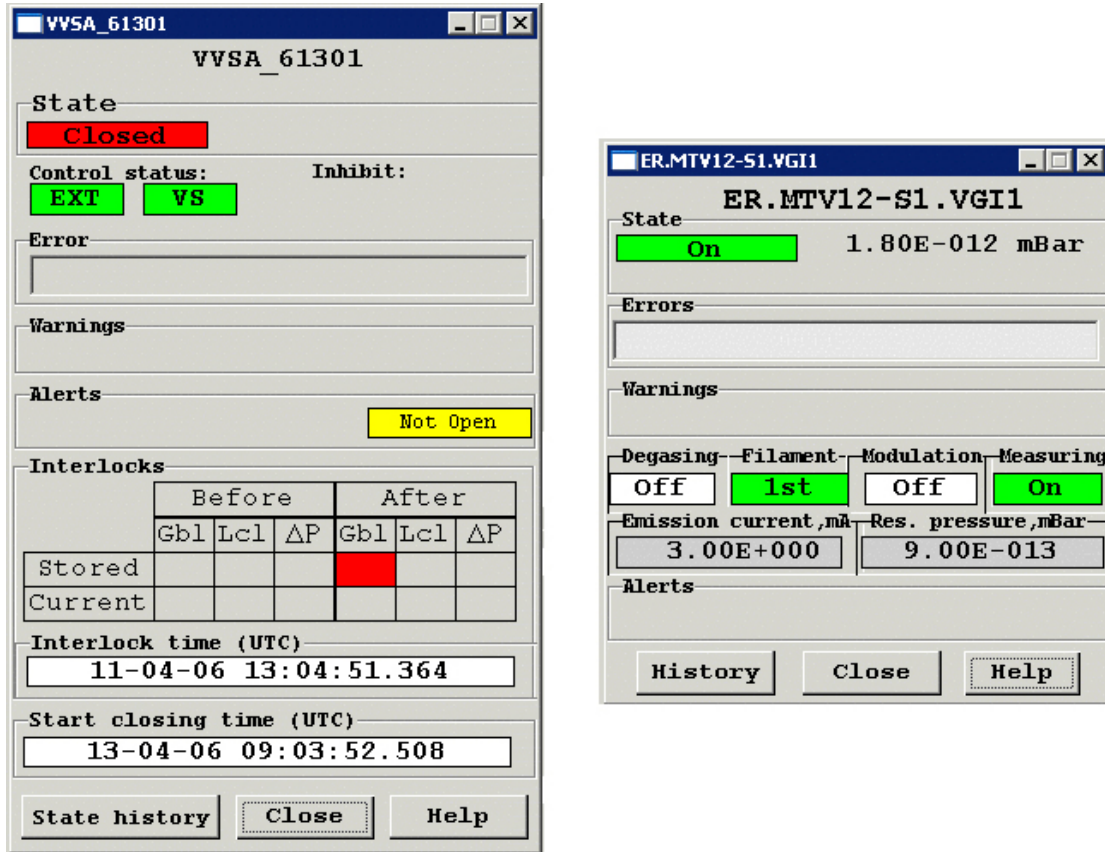 VVSA_61301
VVSA_61301
State
Closed
Control status: Inhibit:
EXT VS
Error
Warnings
Alerts
Not Open
Interlocks
Before After
Gbl Lcl ΔP Gbl Lcl ΔP
Stored
Current
Interlock time (UTC)
11-04-06 13:04:51.364
Start closing time (UTC)
13-04-06 09:03:52.508
State history Close Help
ER.MTV12-S1.VGI1
ER.MTV12-S1.VGI1
State
On 1.80E-012 mBar
Errors
Warnings
Degasing Filament Modulation Measuring
Off 1st Off On
Emission current,mA Res. pressure,mBar
3.00E+000 9.00E-013
Alerts
History Close Help